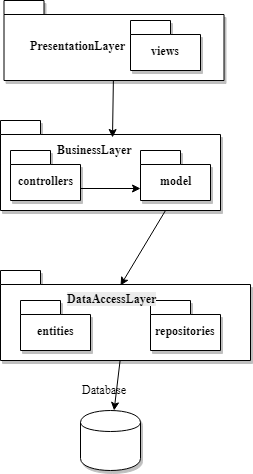 PresentationLayer
views
BusinessLayer
controllers
model
DataAccessLayer
entities
repositories
Database